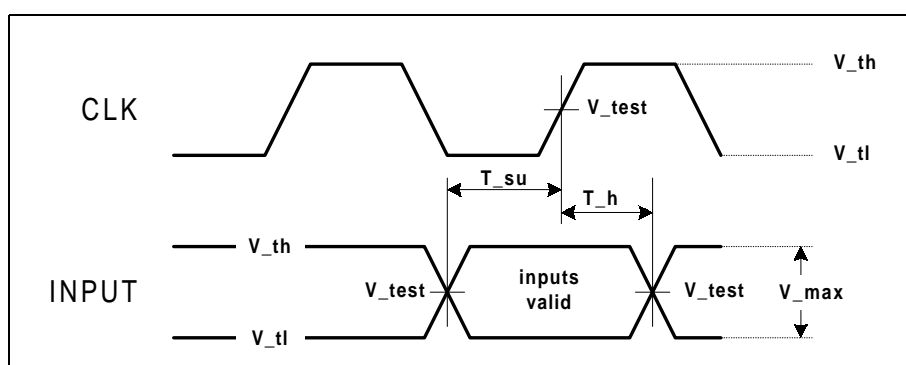 V_th
CLK
V_test
V_tl
T_su
T_h
V_th
inputs
valid
INPUT
V_test
V_test
V_max
V_tl